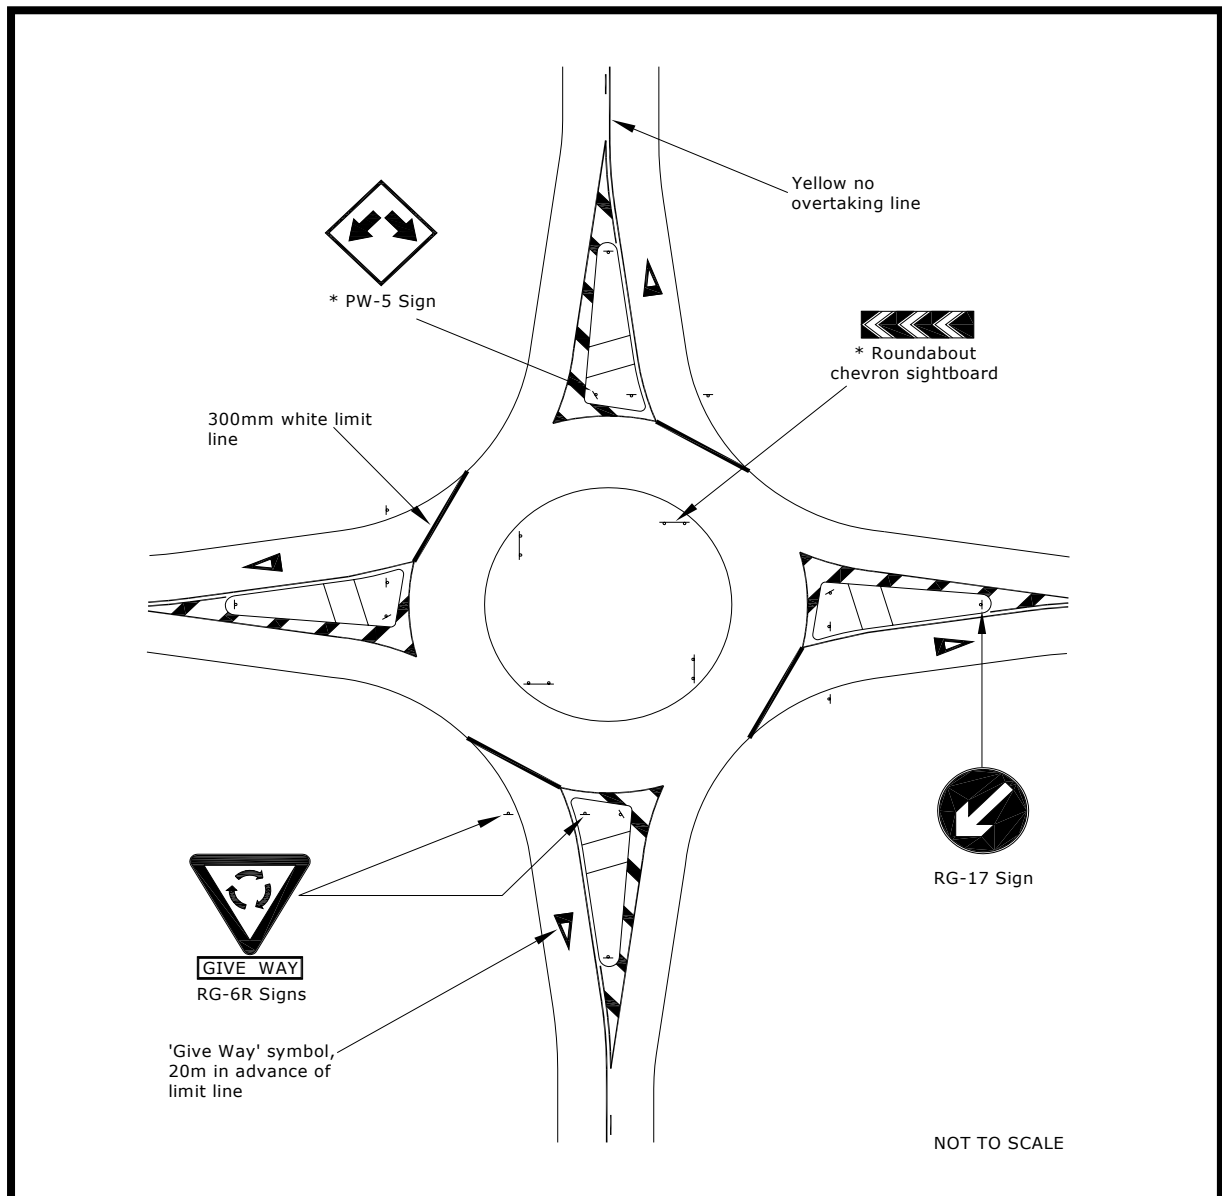 Yellow no
overtaking line
* PW-5 Sign
* Roundabout
chevron sightboard
300mm white limit
line
RG-17 Sign
GIVE WAY
RG-6R Signs
'Give Way' symbol,
20m in advance of
limit line
NOT TO SCALE